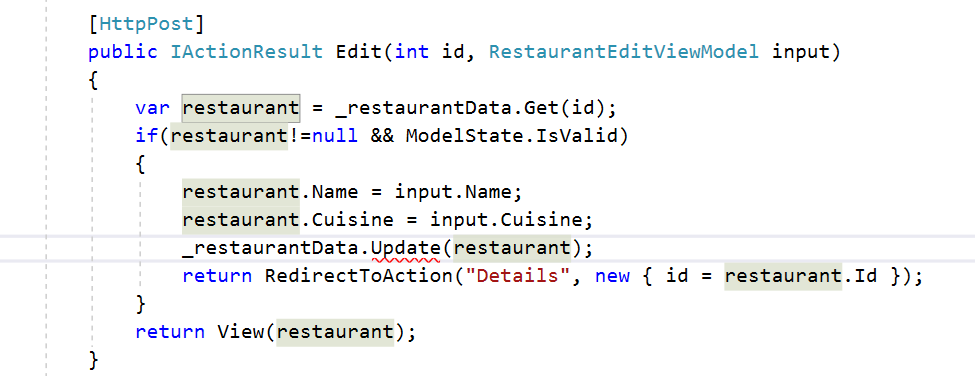 [HttpPost]
public IActionResult Edit(int id, RestaurantEditViewModel input)
{
var restaurant = _restaurantData.Get(id);
if(restaurant!=null && ModelState.IsValid)
{
restaurant.Name = input.Name;
restaurant.Cuisine = input.Cuisine;
_restaurantData.Update(restaurant);
return RedirectToAction("Details", new { id = restaurant.Id });
}
return View(restaurant);
}